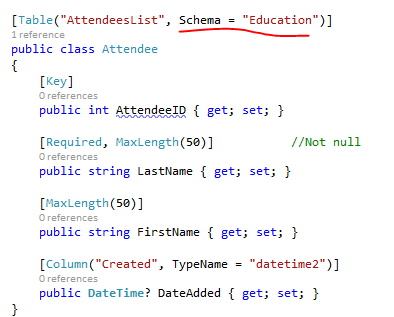 [Table("AttendeesList", Schema = "Education")]
1 reference
public class Attendee
{
[Key]
0 references
public int AttendeeID { get; set; }
[Required, MaxLength(50)] //Not null
0 references
public string LastName { get; set; }
[MaxLength(50)]
0 references
public string FirstName { get; set; }
[Column("Created", TypeName = "datetime2")]
0 references
public DateTime? DateAdded { get; set; }
}